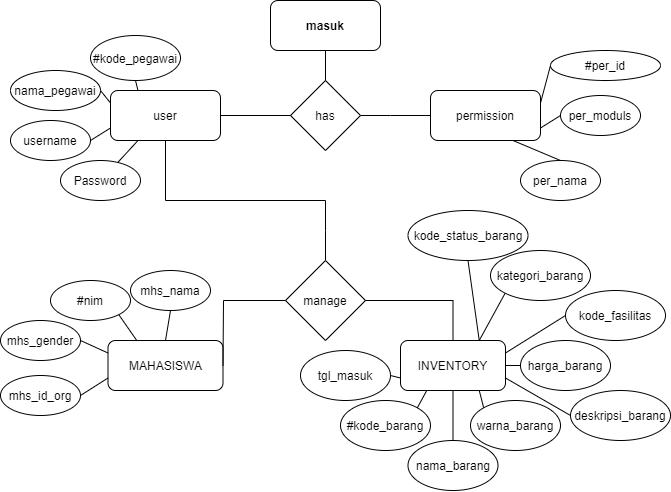 masuk
#kode_pegawai
#per_id
nama_pegawai
user
has
permission
per_moduls
username
Password
per_nama
kode_status_barang
kategori_barang
mhs_nama
#nim
manage
kode_fasilitas
mhs_gender
MAHASISWA
INVENTORY
harga_barang
tgl_masuk
mhs_id_org
deskripsi_barang
#kode_barang
warna_barang
nama_barang